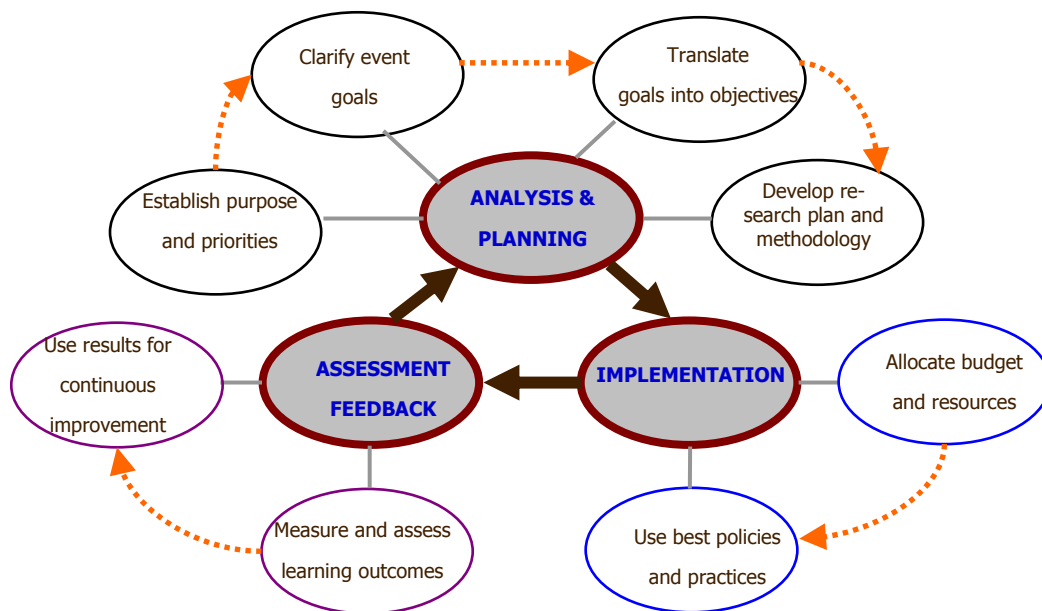 Clarify event
goals
Translate
goals into objectives
Establish purpose
and priorities
ANALYSIS &
PLANNING
Develop re-
search plan and
methodology
Use results for
continuous
improvement
ASSESSMENT
FEEDBACK
IMPLEMENTATION
Allocate budget
and resources
Measure and assess
learning outcomes
Use best policies
and practices